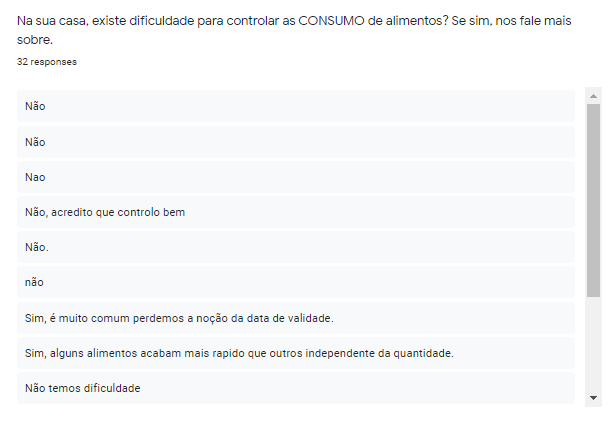 Na sua casa, existe dificuldade para controlar as CONSUMO de alimentos? Se sim, nos fale mais
sobre.
32 responses
Não
Não
Nao
Não, acredito que controlo bem
Não.
não
Sim, é muito comum perdemos a noção da data de validade.
Sim, alguns alimentos acabam mais rapido que outros independente da quantidade.
Não temos dificuldade